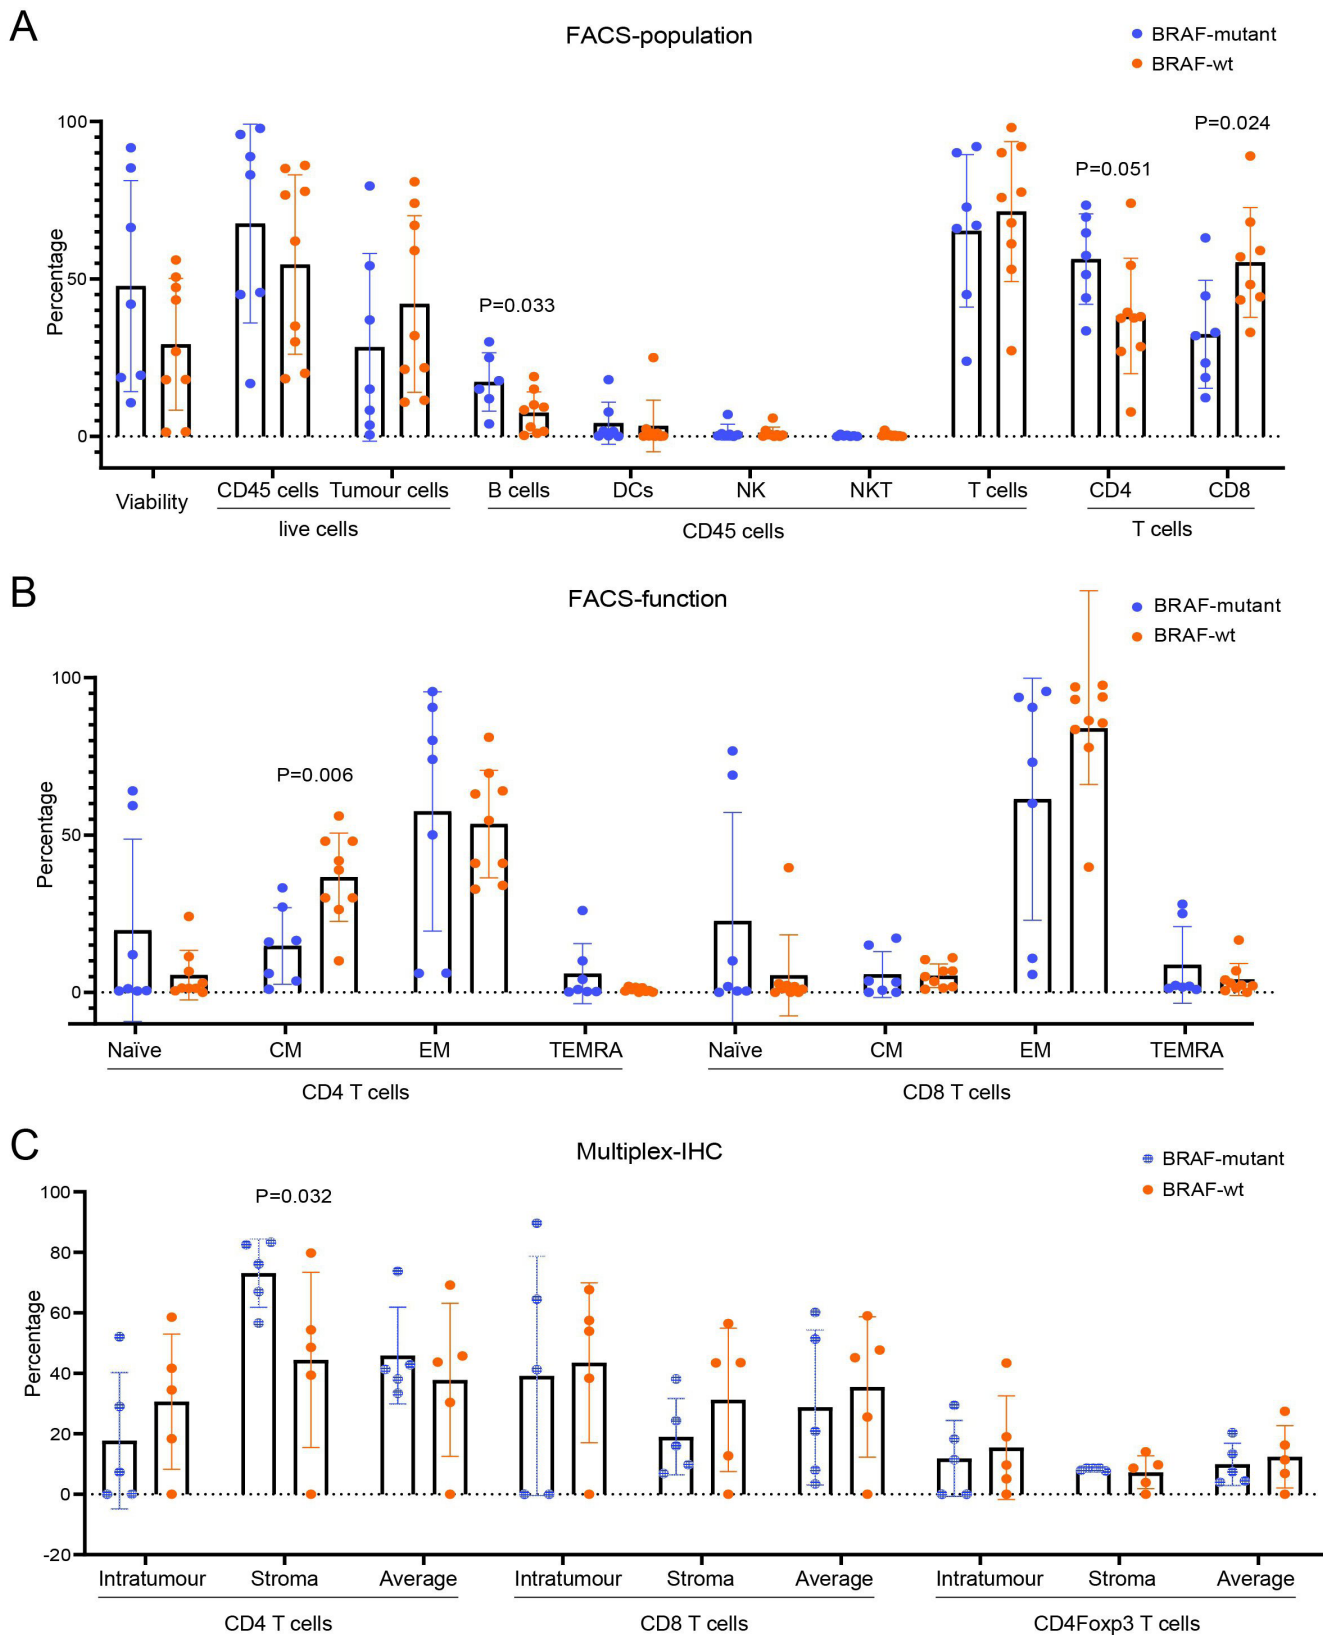 A
FACS-population
BRAF-mutant
BRAF-wt
P=0.024
P=0.051
P=0.033
100
50
0
Percentage
Viability
CD45 cells Tumour cells B cells DCs NK NKT T cells CD4 CD8
live cells CD45 cells T cells
B
FACS-function
BRAF-mutant
BRAF-wt
P=0.006
100
50
0
Percentage
Naïve CM EM TEMRA Naïve CM EM TEMRA
CD4 T cells CD8 T cells
C
Multiplex-IHC
BRAF-mutant
BRAF-wt
P=0.032
100
80
60
40
20
0
-20
Percentage
Intratumour Stroma Average Intratumour Stroma Average Intratumour Stroma Average
CD4 T cells CD8 T cells CD4Foxp3 T cells